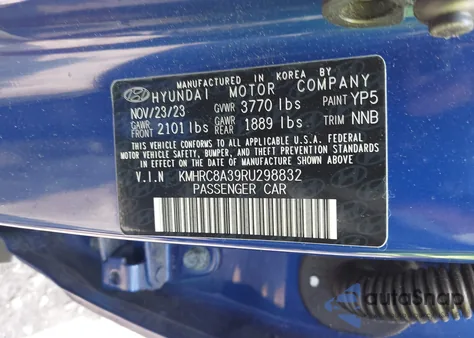 MANUFACTURED IN KOREA BY
HYUNDAI MOTOR COMPANY
NOV/23/23 GVWR 3770 lbs PAINT YP5
GAWR FRONT 2101 lbs GAWR REAR 1889 lbs TRIM NNB
THIS VEHICLE CONFORMS TO ALL APPLICABLE U.S.A. FEDERAL
MOTOR VEHICLE SAFETY, BUMPER, AND THEFT PREVENTION STANDARDS
IN EFFECT ON THE DATE OF MANUFACTURE SHOWN ABOVE.
V.I.N KMHRC8A39RU298832
PASSENGER CAR
autoSnap